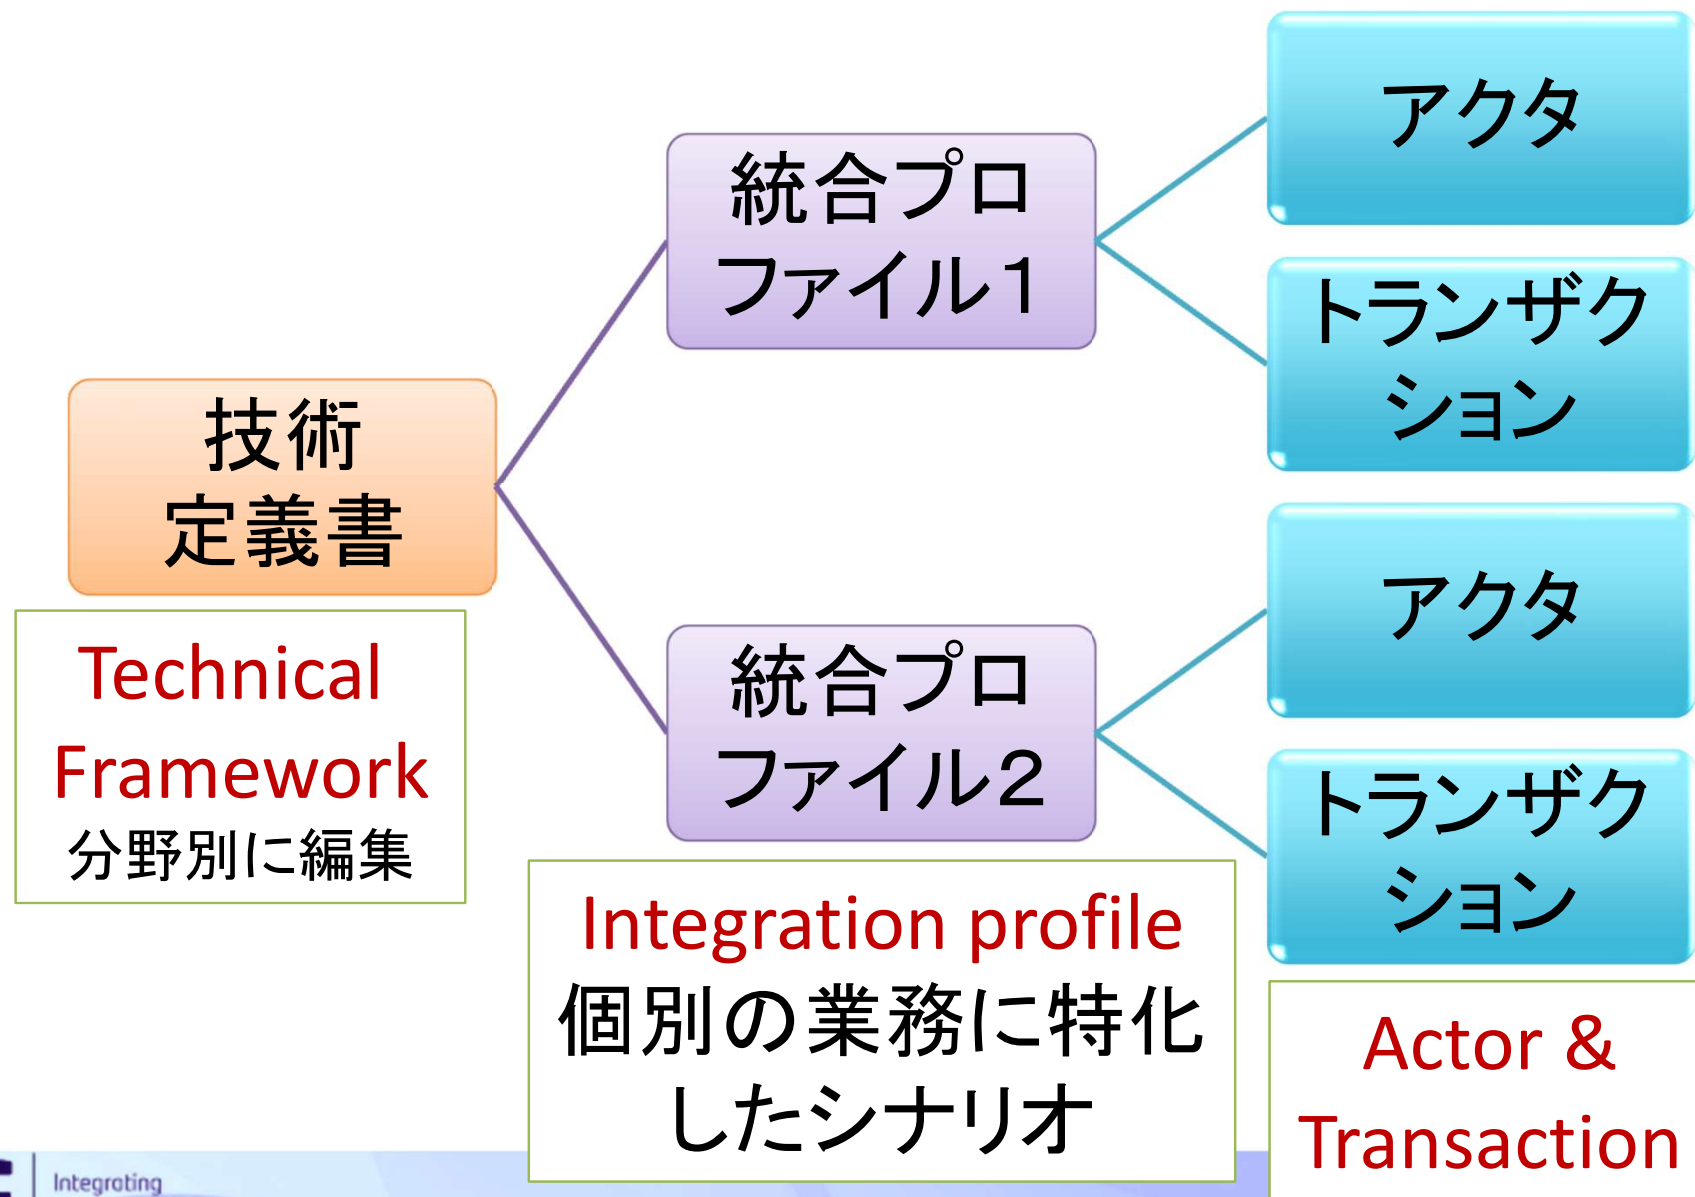 技術
定義書
Technical
Framework
分野別に編集
統合プロ
ファイル１
統合プロ
ファイル２
Integration profile
個別の業務に特化
したシナリオ
アクタ
トランザク
ション
アクタ
トランザク
ション
Actor &
Transaction
Integrating